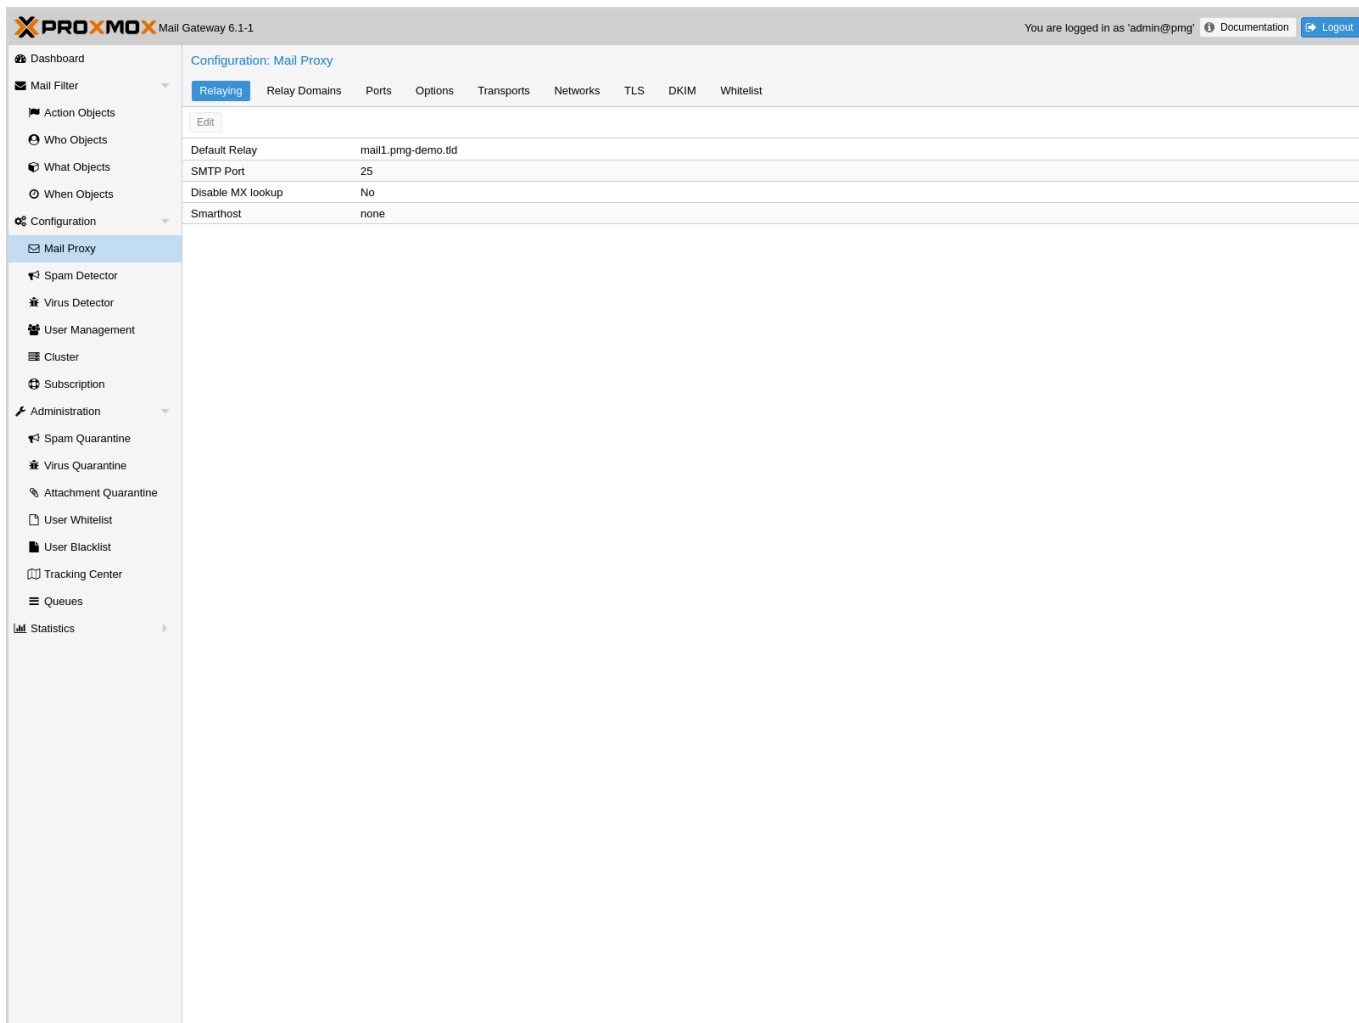 PROXMOX Mail Gateway 6.1-1
You are logged in as 'admin@pmg' Documentation Logout
Dashboard
Mail Filter
Action Objects
Who Objects
What Objects
When Objects
Configuration
Mail Proxy
Spam Detector
Virus Detector
User Management
Cluster
Subscription
Administration
Spam Quarantine
Virus Quarantine
Attachment Quarantine
User Whitelist
User Blacklist
Tracking Center
Queues
Statistics
Configuration: Mail Proxy
Relaying Relay Domains Ports Options Transports Networks TLS DKIM Whitelist
Edit
Default Relay mail1.pmg-demo.tld
SMTP Port 25
Disable MX lookup No
Smarthost none